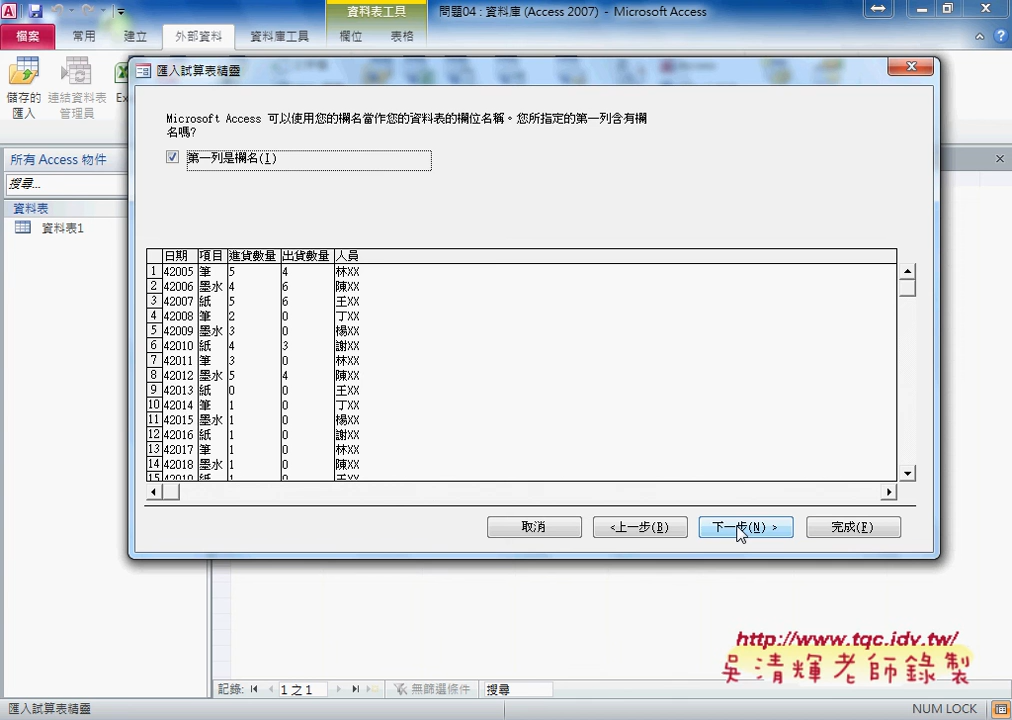 問題04 : 資料庫 (Access 2007) - Microsoft Access
資料表工具
檔案 常用 建立 外部資料 資料庫工具 欄位 表格
儲存的
匯入
連結資料表
管理員
Ex
所有 Access 物件
搜尋...
資料表
資料表1
匯入試算表精靈
Microsoft Access 可以使用您的欄名當作您的資料表的欄位名稱。您所指定的第一列含有欄
名嗎?
第一列是欄名(I)
日期 項目 進貨數量 出貨數量 人員
1 42005 筆 5 4 林XX
2 42006 墨水 4 6 陳XX
3 42007 紙 5 6 王XX
4 42008 筆 2 0 丁XX
5 42009 墨水 3 0 楊XX
6 42010 紙 4 3 謝XX
7 42011 筆 3 0 林XX
8 42012 墨水 5 4 陳XX
9 42013 紙 0 0 王XX
10 42014 筆 1 0 丁XX
11 42015 墨水 1 0 楊XX
12 42016 紙 1 0 謝XX
13 42017 筆 1 0 林XX
14 42018 墨水 1 0 陳XX
15 42019 紙 1 0 王XX
取消 <上一步(B) 下一步(N) > 完成(F)
http://www.tqc.idv.tw/
吳清輝老師錄製
記錄: 1 之 1 無篩選條件 搜尋
匯入試算表精靈 NUM LOCK